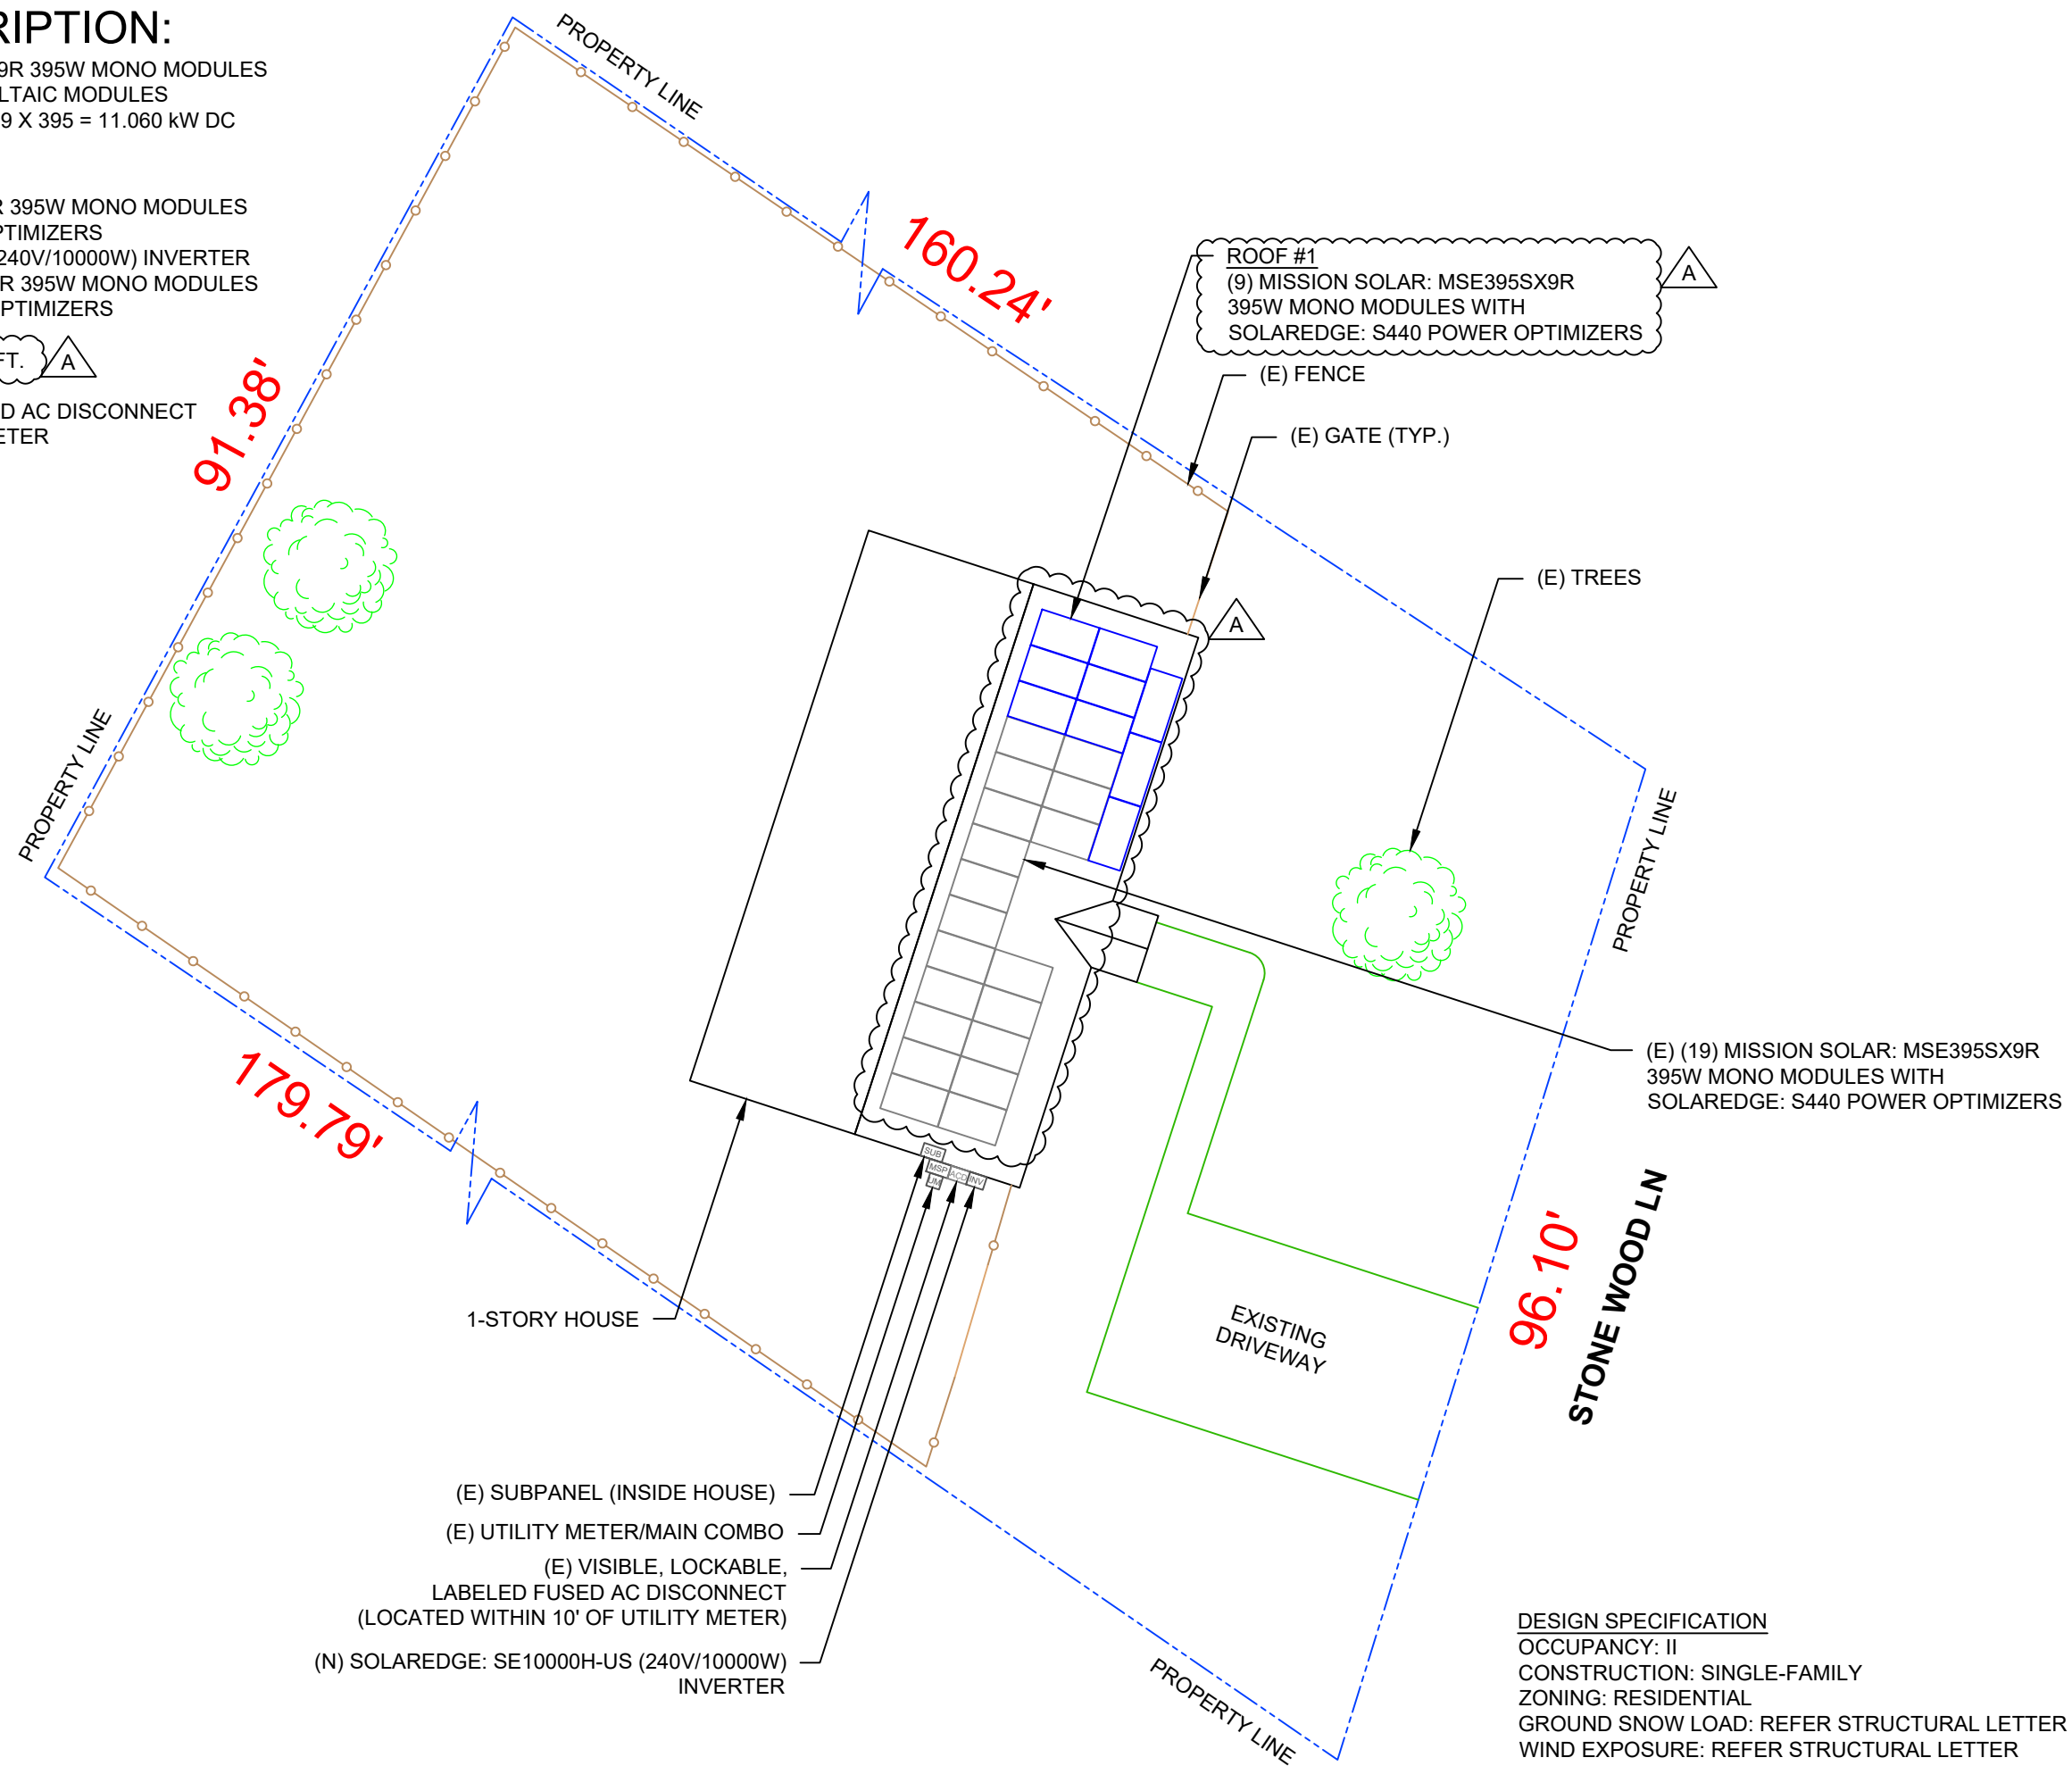 RIPTION:
9R 395W MONO MODULES
LTAIC MODULES
9 X 395 = 11.060 kW DC
R 395W MONO MODULES
PTIMIZERS
240V/10000W) INVERTER
R 395W MONO MODULES
OPTIMIZERS
FT.
A
D AC DISCONNECT
ETER
PROPERTY LINE
160.24'
91.38'
ROOF #1
(9) MISSION SOLAR: MSE395SX9R
395W MONO MODULES WITH
SOLAREDGE: S440 POWER OPTIMIZERS
A
(E) FENCE
(E) GATE (TYP.)
(E) TREES
A
PROPERTY LINE
PROPERTY LINE
(E) (19) MISSION SOLAR: MSE395SX9R
395W MONO MODULES WITH
SOLAREDGE: S440 POWER OPTIMIZERS
179.79'
SUB
MSP
ACD
INV
UM
96.10'
STONE WOOD LN
1-STORY HOUSE
EXISTING
DRIVEWAY
(E) SUBPANEL (INSIDE HOUSE)
(E) UTILITY METER/MAIN COMBO
(E) VISIBLE, LOCKABLE,
LABELED FUSED AC DISCONNECT
(LOCATED WITHIN 10' OF UTILITY METER)
(N) SOLAREDGE: SE10000H-US (240V/10000W)
INVERTER
PROPERTY LINE
DESIGN SPECIFICATION
OCCUPANCY: II
CONSTRUCTION: SINGLE-FAMILY
ZONING: RESIDENTIAL
GROUND SNOW LOAD: REFER STRUCTURAL LETTER
WIND EXPOSURE: REFER STRUCTURAL LETTER